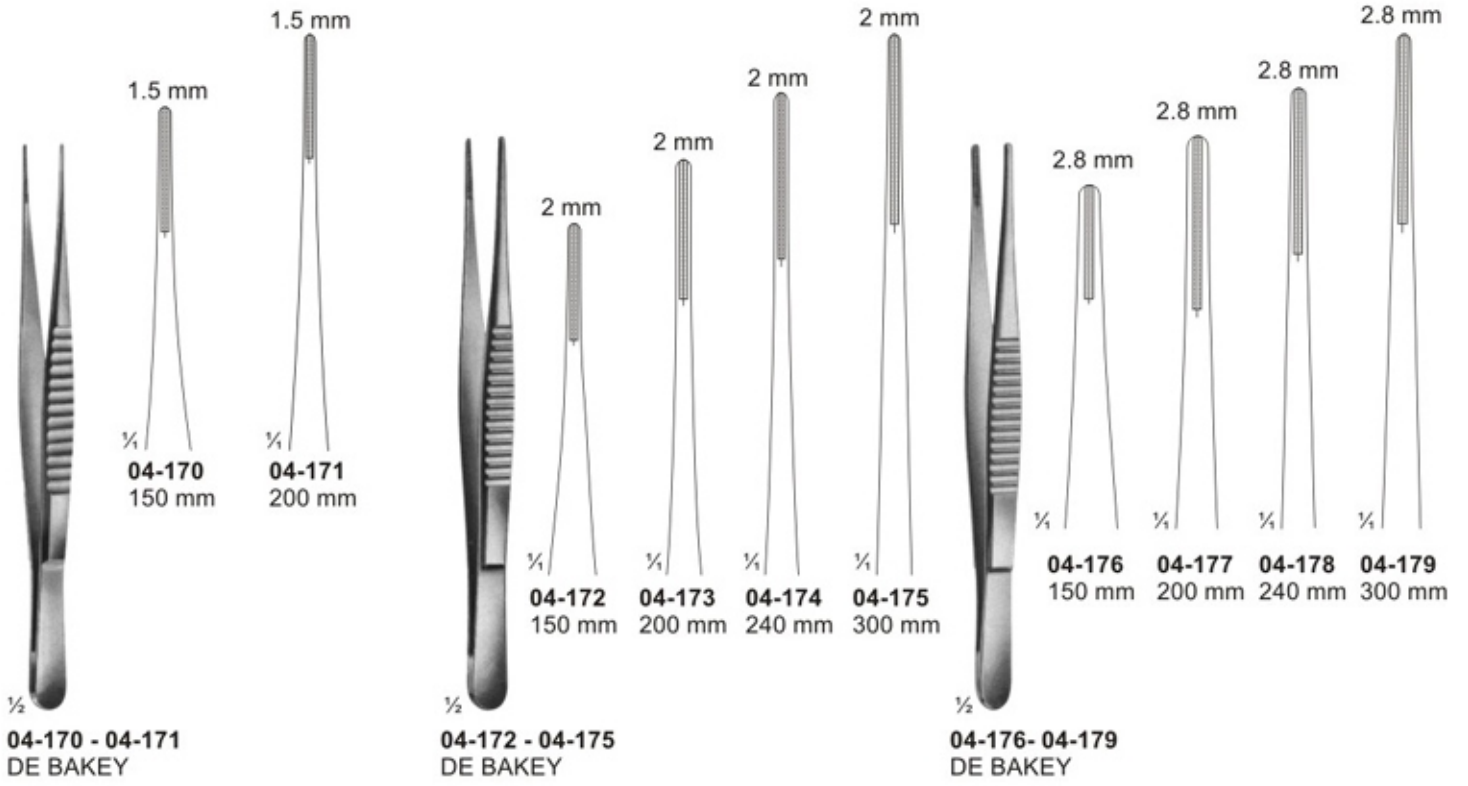 1.5 mm
1.5 mm
¹⁄₁
04-170
150 mm
¹⁄₁
04-171
200 mm
½
04-170 - 04-171
DE BAKEY
2 mm
2 mm
2 mm
2 mm
¹⁄₁
04-172
150 mm
¹⁄₁
04-173
200 mm
¹⁄₁
04-174
240 mm
¹⁄₁
04-175
300 mm
½
04-172 - 04-175
DE BAKEY
2.8 mm
2.8 mm
2.8 mm
2.8 mm
¹⁄₁
04-176
150 mm
¹⁄₁
04-177
200 mm
¹⁄₁
04-178
240 mm
¹⁄₁
04-179
300 mm
½
04-176- 04-179
DE BAKEY